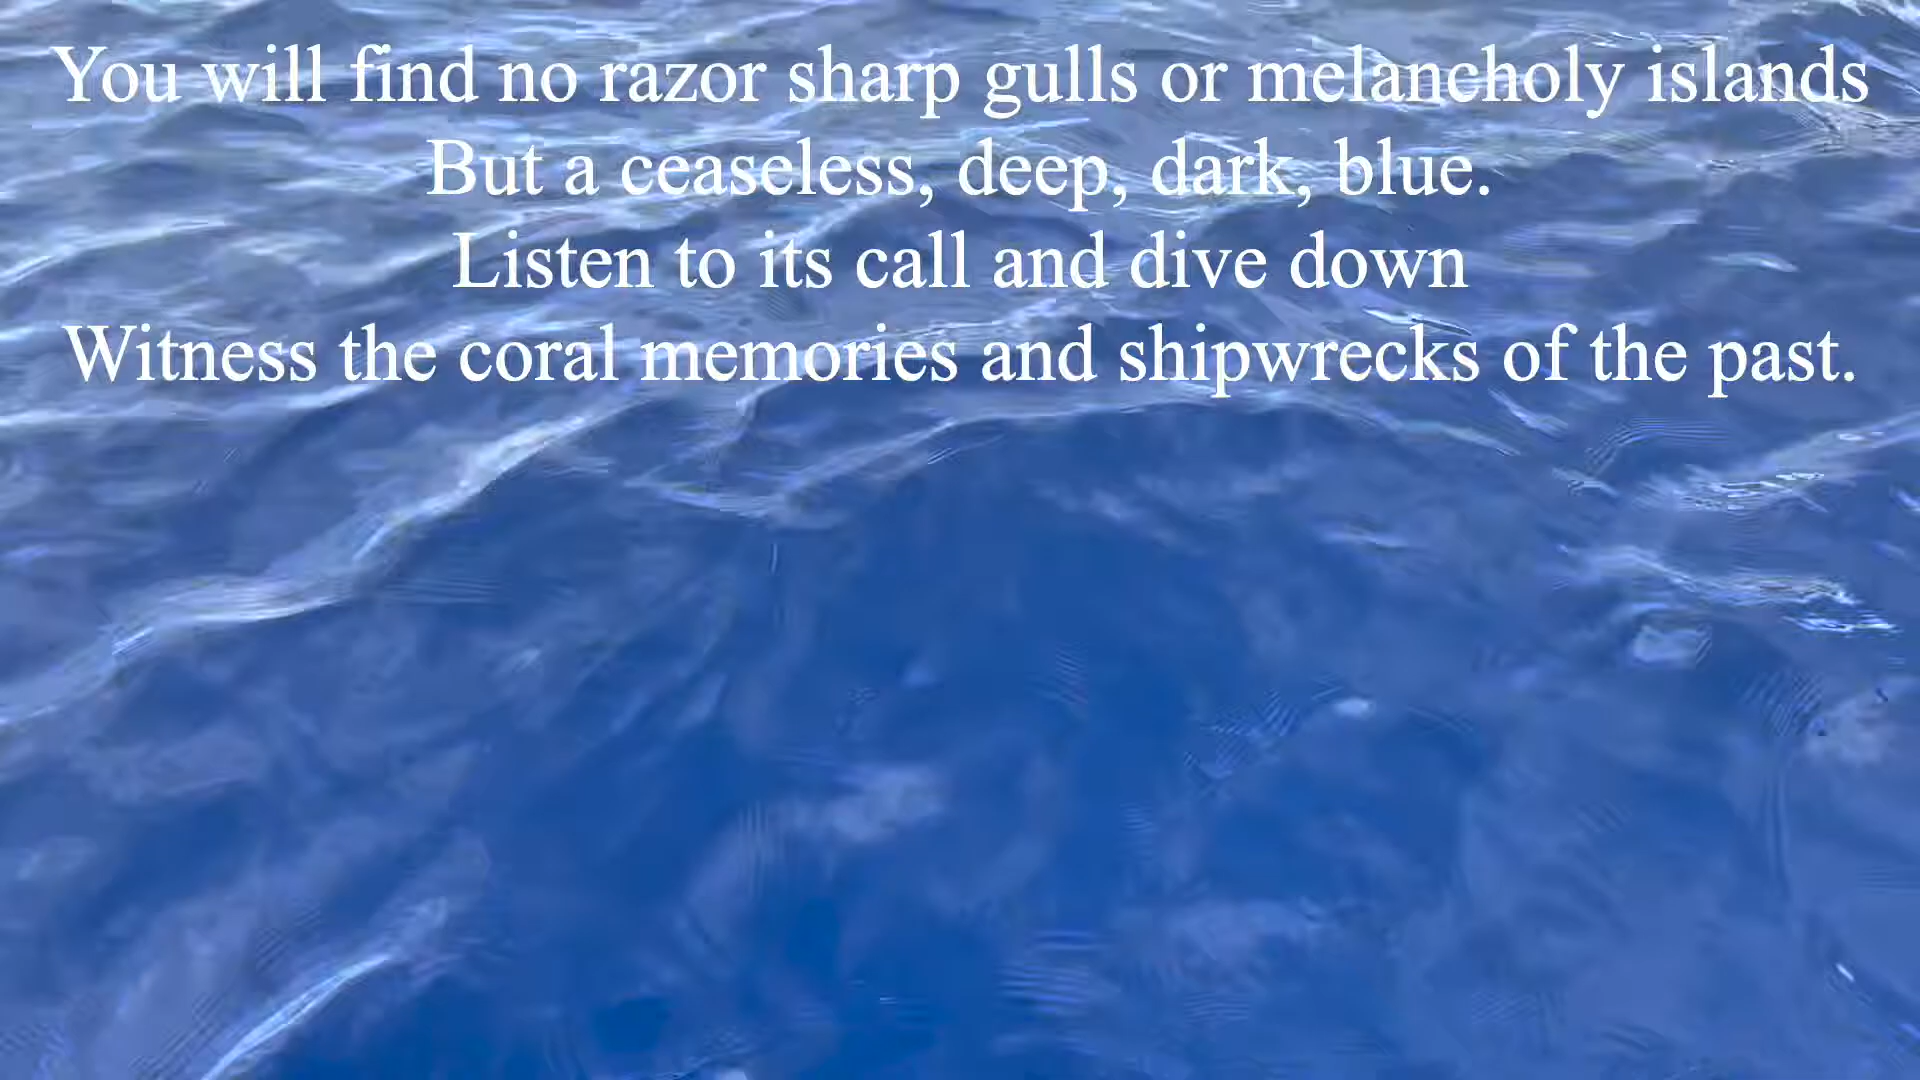 You will find no razor sharp gulls or melancholy islands
But a ceaseless, deep, dark, blue.
Listen to its call and dive down
Witness the coral memories and shipwrecks of the past.